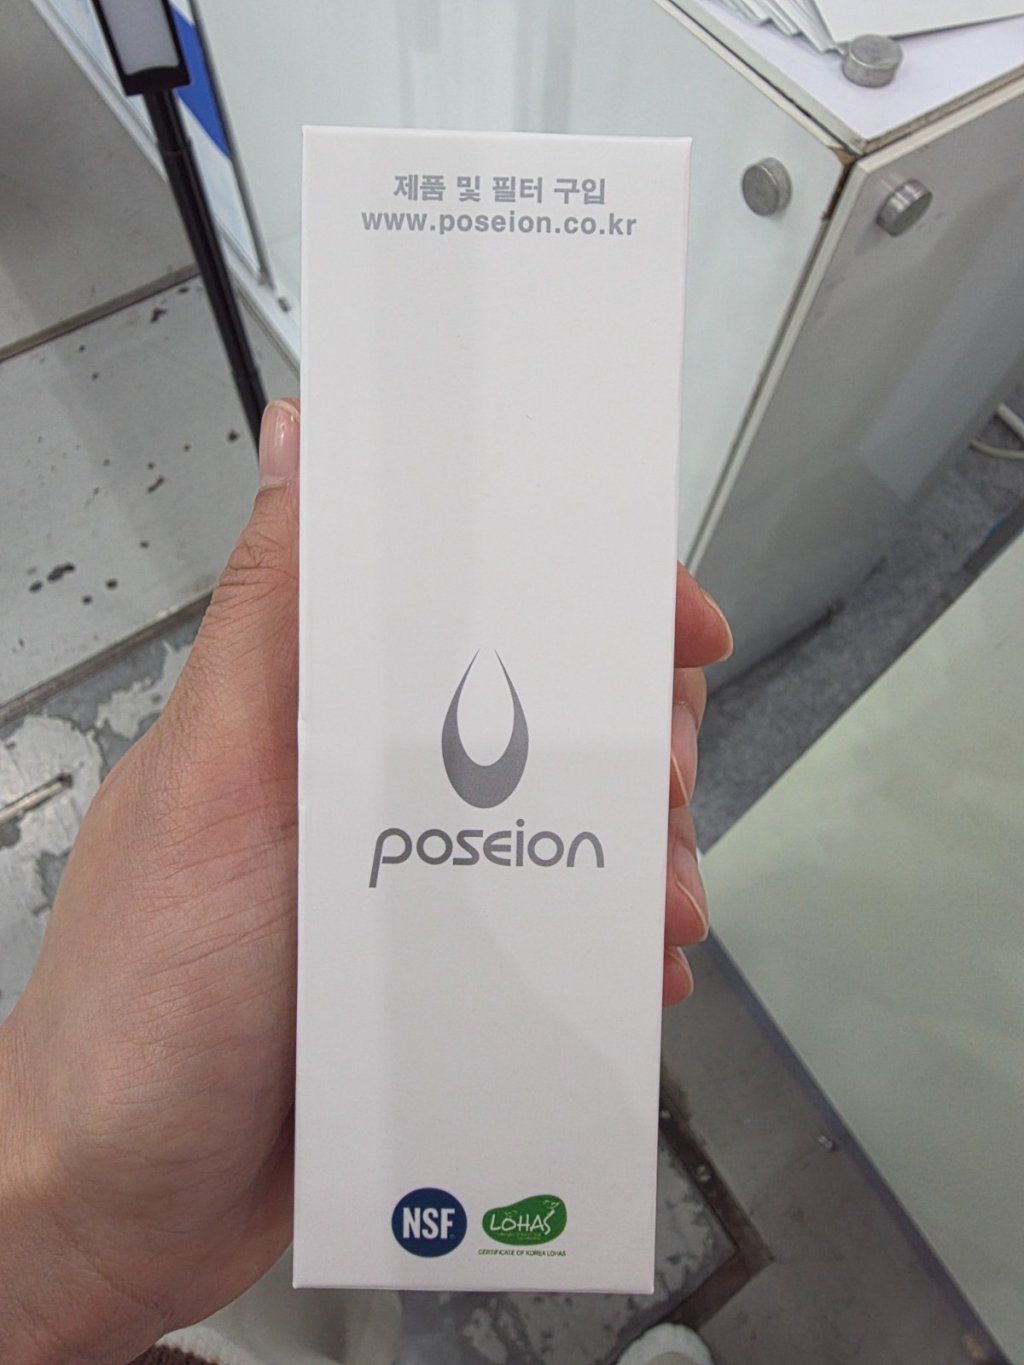 제품 및 필터 구입
www.poseion.co.kr
poseion
NSF
LOHAS
CERTIFICATE OF KOREA LOHAS